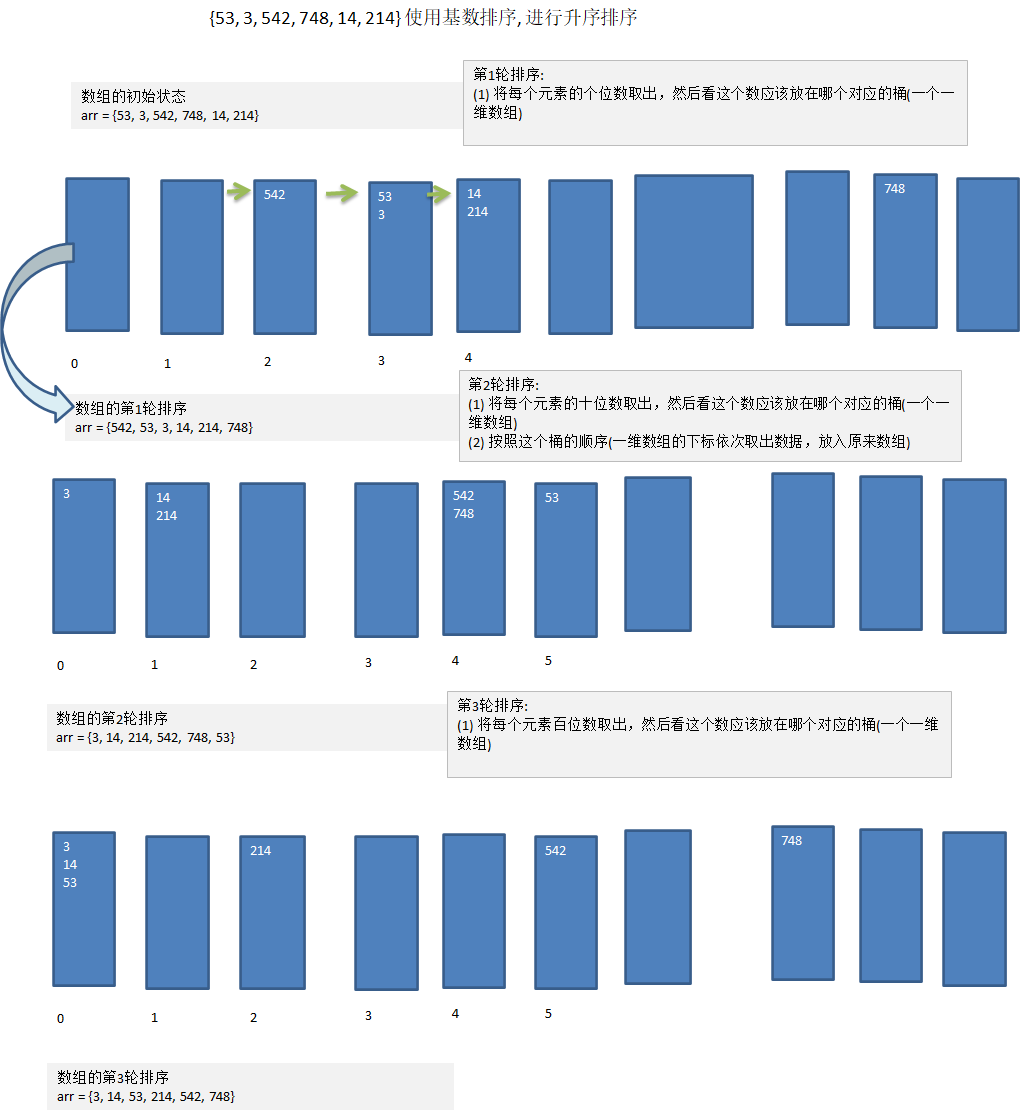 {53, 3, 542, 748, 14, 214} 使用基数排序, 进行升序排序
数组的初始状态
arr = {53, 3, 542, 748, 14, 214}
第1轮排序:
(1) 将每个元素的个位数取出，然后看这个数应该放在哪个对应的桶(一个一
维数组)
542
53
3
14
214
748
0
1
2
3
4
数组的第1轮排序
arr = {542, 53, 3, 14, 214, 748}
第2轮排序:
(1) 将每个元素的十位数取出，然后看这个数应该放在哪个对应的桶(一个一
维数组)
(2) 按照这个桶的顺序(一维数组的下标依次取出数据，放入原来数组)
3
14
214
542
748
53
0
1
2
3
4
5
数组的第2轮排序
arr = {3, 14, 214, 542, 748, 53}
第3轮排序:
(1) 将每个元素百位数取出，然后看这个数应该放在哪个对应的桶(一个一维
数组)
3
14
53
214
542
748
0
1
2
3
4
5
数组的第3轮排序
arr = {3, 14, 53, 214, 542, 748}